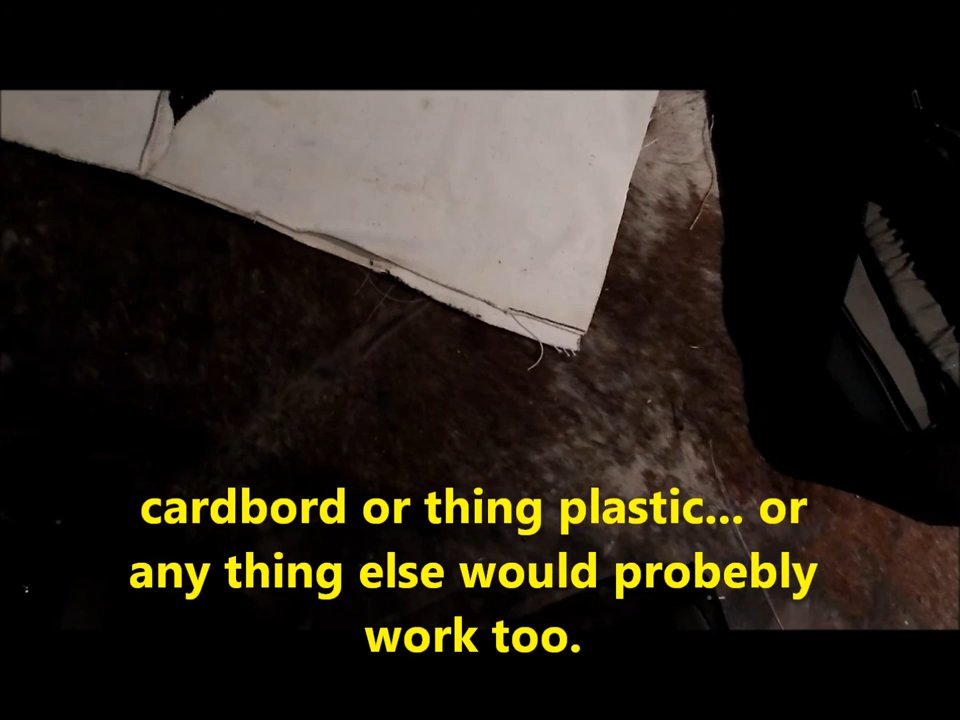 cardbord or thing plastic... or
any thing else would probebly
work too.